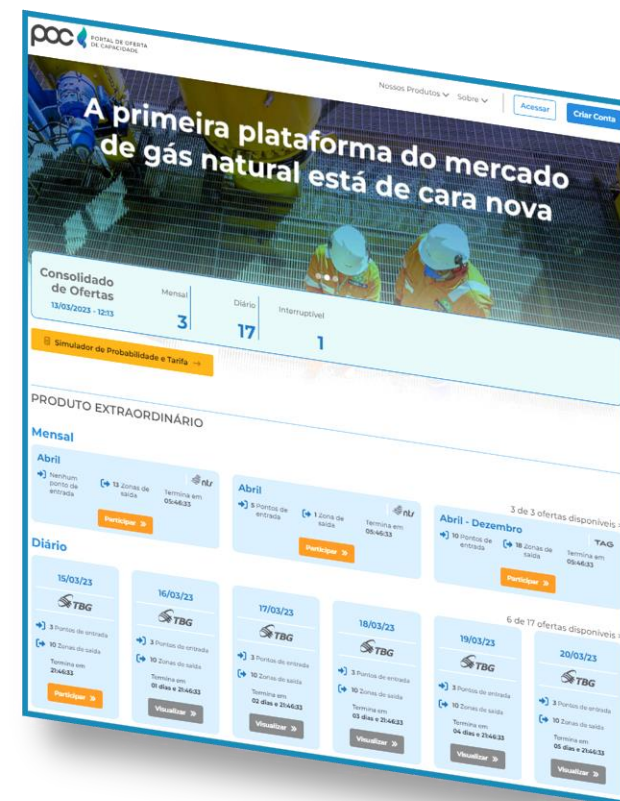 poc PORTAL DE OFERTA
DE CAPACIDADE
Nossos Produtos Sobre Acessar Criar Conta
A primeira plataforma do mercado
de gás natural está de cara nova
Consolidado
de Ofertas
13/03/2023 - 12:13
Mensal
3
Diário
17
Interruptível
1
Simulador de Probabilidade e Tarifa →
PRODUTO EXTRAORDINÁRIO
Mensal
3 de 3 ofertas disponíveis
Abril
nts
Nenhum
ponto de
entrada
13 Zonas de
saída
Termina em
05:46:33
Participar »
Abril
nts
5 Pontos de
entrada
1 Zona de
saída
Termina em
05:46:33
Participar »
Abril - Dezembro
TAG
10 Pontos de
entrada
18 Zonas de
saída
Termina em
05:46:33
Participar »
Diário
6 de 17 ofertas disponíveis
15/03/23
TBG
3 Pontos de entrada
10 Zonas de saída
Termina em
21:46:33
Participar »
16/03/23
TBG
3 Pontos de entrada
10 Zonas de saída
Termina em
01 dias e 21:46:33
Visualizar »
17/03/23
TBG
3 Pontos de entrada
10 Zonas de saída
Termina em
02 dias e 21:46:33
Visualizar »
18/03/23
TBG
3 Pontos de entrada
10 Zonas de saída
Termina em
03 dias e 21:46:33
Visualizar »
19/03/23
TBG
3 Pontos de entrada
10 Zonas de saída
Termina em
04 dias e 21:46:33
Visualizar »
20/03/23
TBG
3 Pontos de entrada
10 Zonas de saída
Termina em
05 dias e 21:46:33
Visualizar »